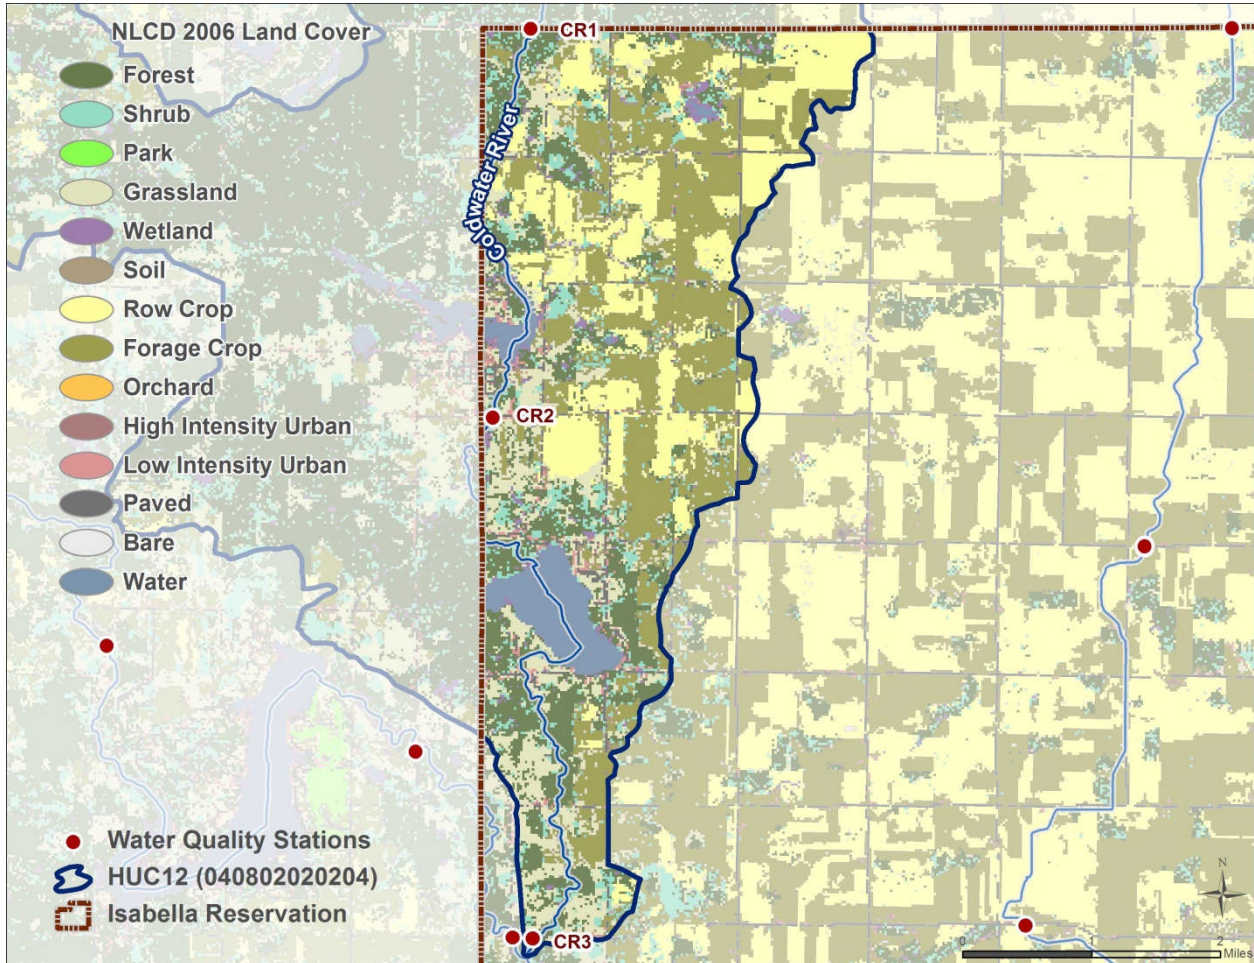 NLCD 2006 Land Cover
Forest
Shrub
Park
Grassland
Wetland
Soil
Row Crop
Forage Crop
Orchard
High Intensity Urban
Low Intensity Urban
Paved
Bare
Water
CR1
Coldwater River
CR2
CR3
Water Quality Stations
HUC12 (040802020204)
Isabella Reservation
N
0 1 2
Miles